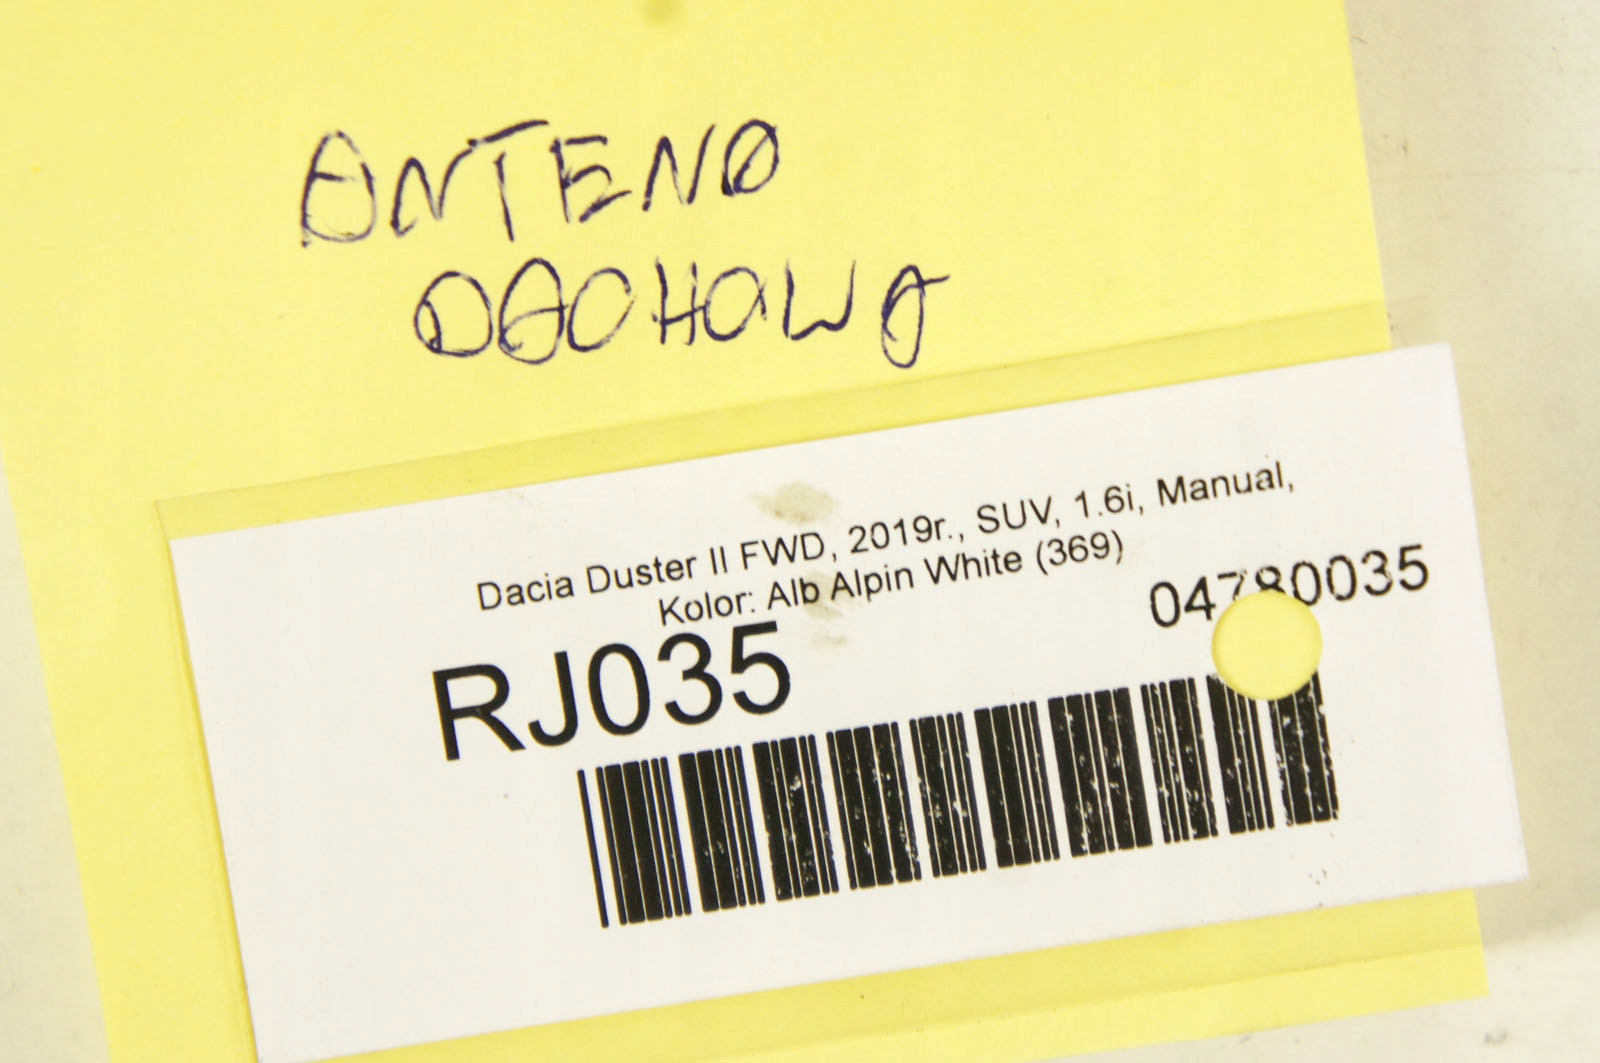 ANTENA
DACHOWA
Dacia Duster II FWD, 2019r., SUV, 1.6i, Manual,
Kolor: Alb Alpin White (369)
04780035
RJ035